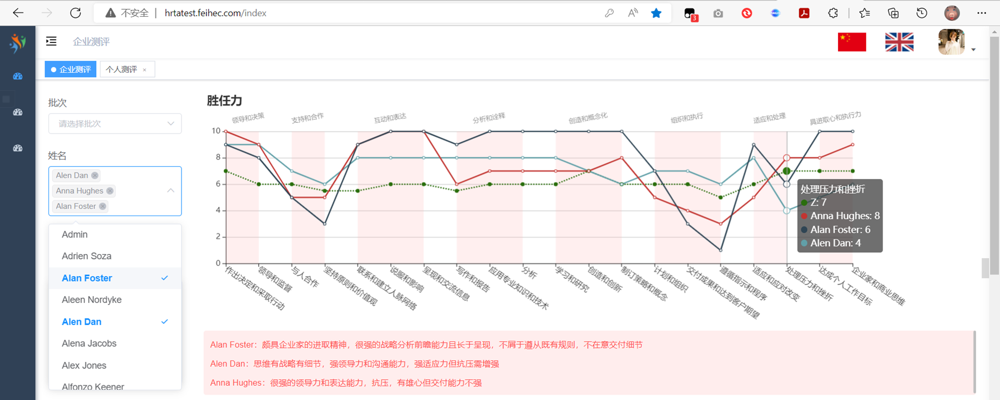 不安全 | hrtatest.feihec.com/index
3
企业测评
企业测评
个人测评 ×
批次
请选择批次
姓名
Alen Dan
Anna Hughes
Alan Foster
Admin
Adrien Soza
Alan Foster
Aleen Nordyke
Alen Dan
Alena Jacobs
Alex Jones
Alfonzo Keener
胜任力
领导和决策
支持和合作
互动和表达
分析和诠释
创造和概念化
组织和执行
适应和处理
具进取心和执行力
10
8
6
4
2
0
处理压力和挫折
Z: 7
Anna Hughes: 8
Alan Foster: 6
Alen Dan: 4
作出决定和采取行动
领导和监督
与人合作
坚持原则和价值观
联系和建立人脉网络
说服和影响
呈现和交流信息
写作和报告
应用专业知识和技术
分析
学习和研究
创造和创新
制订策略和概念
计划和组织
交付成果和达到客户期望
遵循指示和程序
适应和应对改变
处理压力和挫折
达成个人工作目标
企业家和商业思维
Alan Foster：颇具企业家的进取精神，很强的战略分析前瞻能力且长于呈现，不屑于遵从既有规则，不在意交付细节
Alen Dan：思维有战略有细节，强领导力和沟通能力，强适应力但抗压需增强
Anna Hughes：很强的领导力和表达能力，抗压，有雄心但交付能力不强